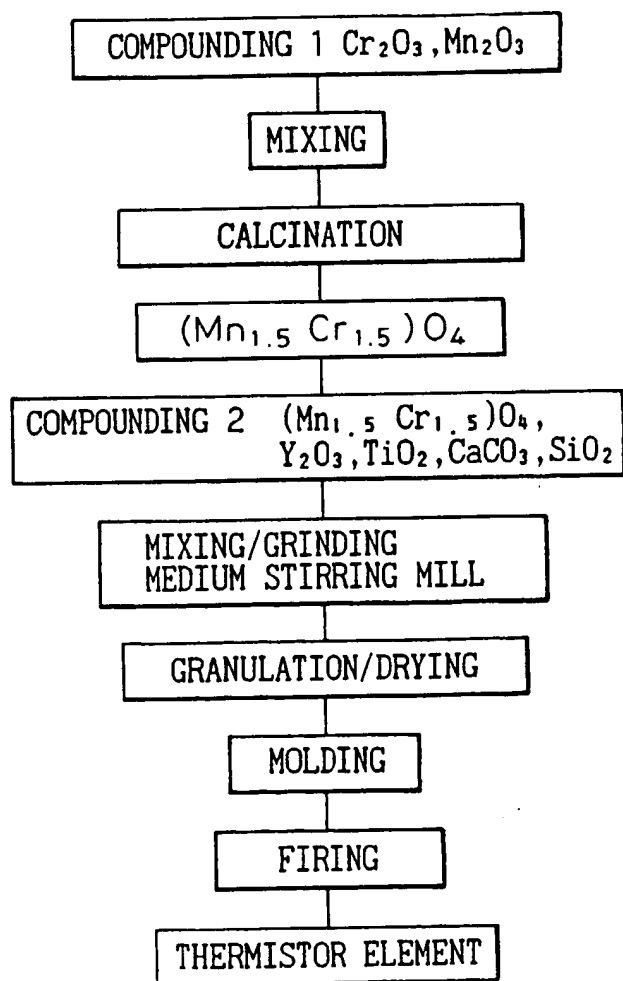 COMPOUNDING 1 Cr₂O₃,Mn₂O₃
MIXING
CALCINATION
(Mn₁.₅ Cr₁.₅)O₄
COMPOUNDING 2 (Mn₁.₅ Cr₁.₅)O₄,
Y₂O₃,TiO₂,CaCO₃,SiO₂
MIXING/GRINDING
MEDIUM STIRRING MILL
GRANULATION/DRYING
MOLDING
FIRING
THERMISTOR ELEMENT